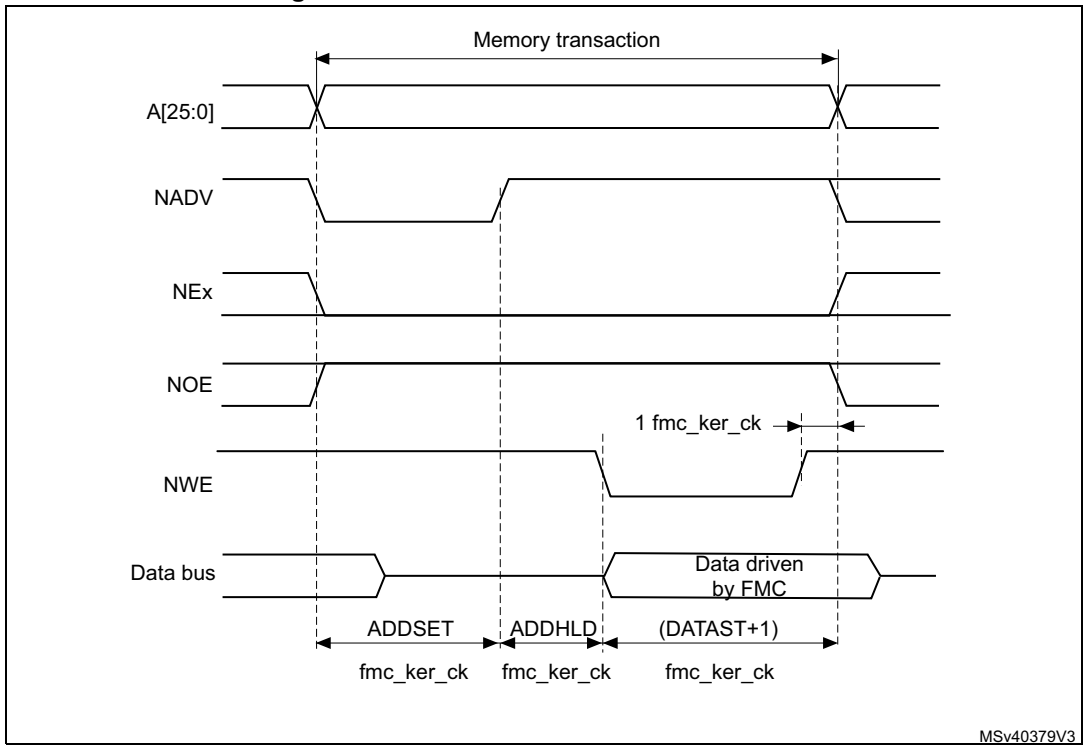 Memory transaction
A[25:0]
NADV
NEx
NOE
1 fmc_ker_ck
NWE
Data bus
Data driven
by FMC
ADDSET ADDHLD (DATAST+1)
fmc_ker_ck fmc_ker_ck fmc_ker_ck
MSv40379V3